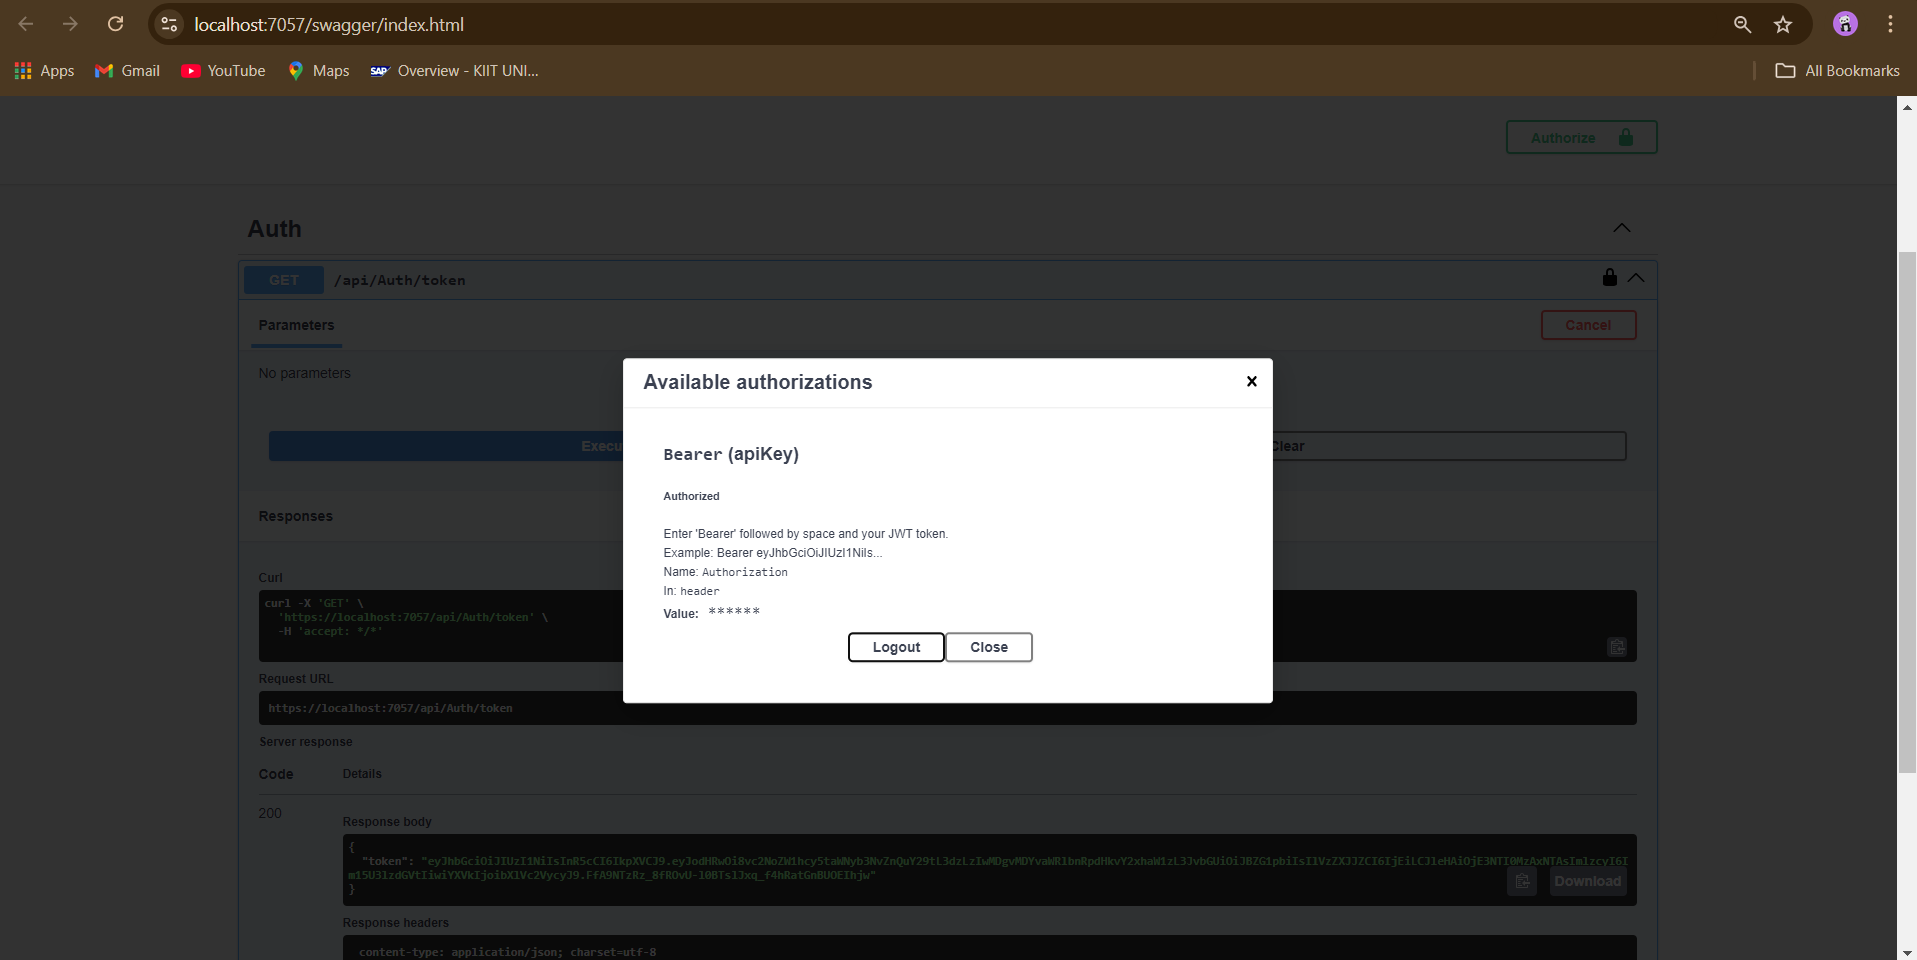 localhost:7057/swagger/index.html
Apps Gmail YouTube Maps SAP Overview - KIIT UNI... All Bookmarks
Authorize
Auth
GET /api/Auth/token
Parameters Cancel
No parameters
Available authorizations ×
Execu Clear
Bearer (apiKey)
Authorized
Enter 'Bearer' followed by space and your JWT token.
Example: Bearer eyJhbGciOiJIUzI1NiIs...
Name: Authorization
In: header
Value: ******
Logout Close
Responses
Curl
curl -X 'GET' \
'https://localhost:7057/api/Auth/token' \
-H 'accept: */*'
Request URL
https://localhost:7057/api/Auth/token
Server response
Code Details
200
Response body
{
"token":
}
Download
Response headers
content-type: application/json; charset=utf-8